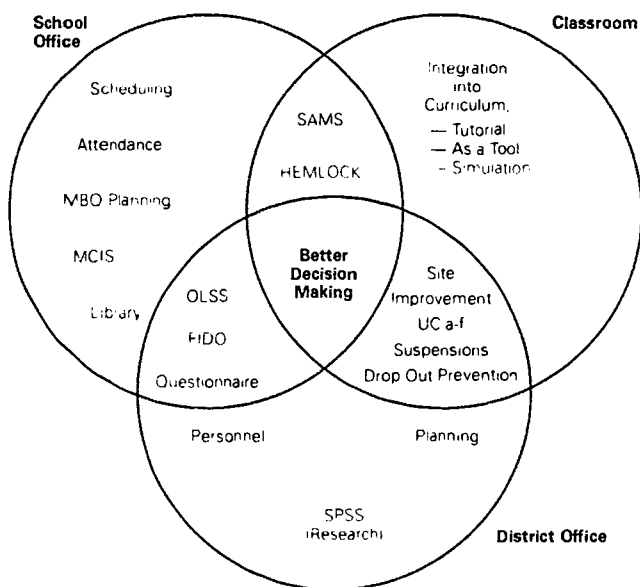 School
Office
Classroom
Scheduling
Attendance
MBO Planning
MCIS
Library
SAMS
HEMLOCK
Integration
into
Curriculum.
— Tutorial
— As a Tool
– Simulation
Better
Decision
Making
OLSS
FIDO
Questionnaire
Site
Improvement
UC a-f
Suspensions
Drop Out Prevention
Personnel
Planning
SPSS
(Research)
District Office